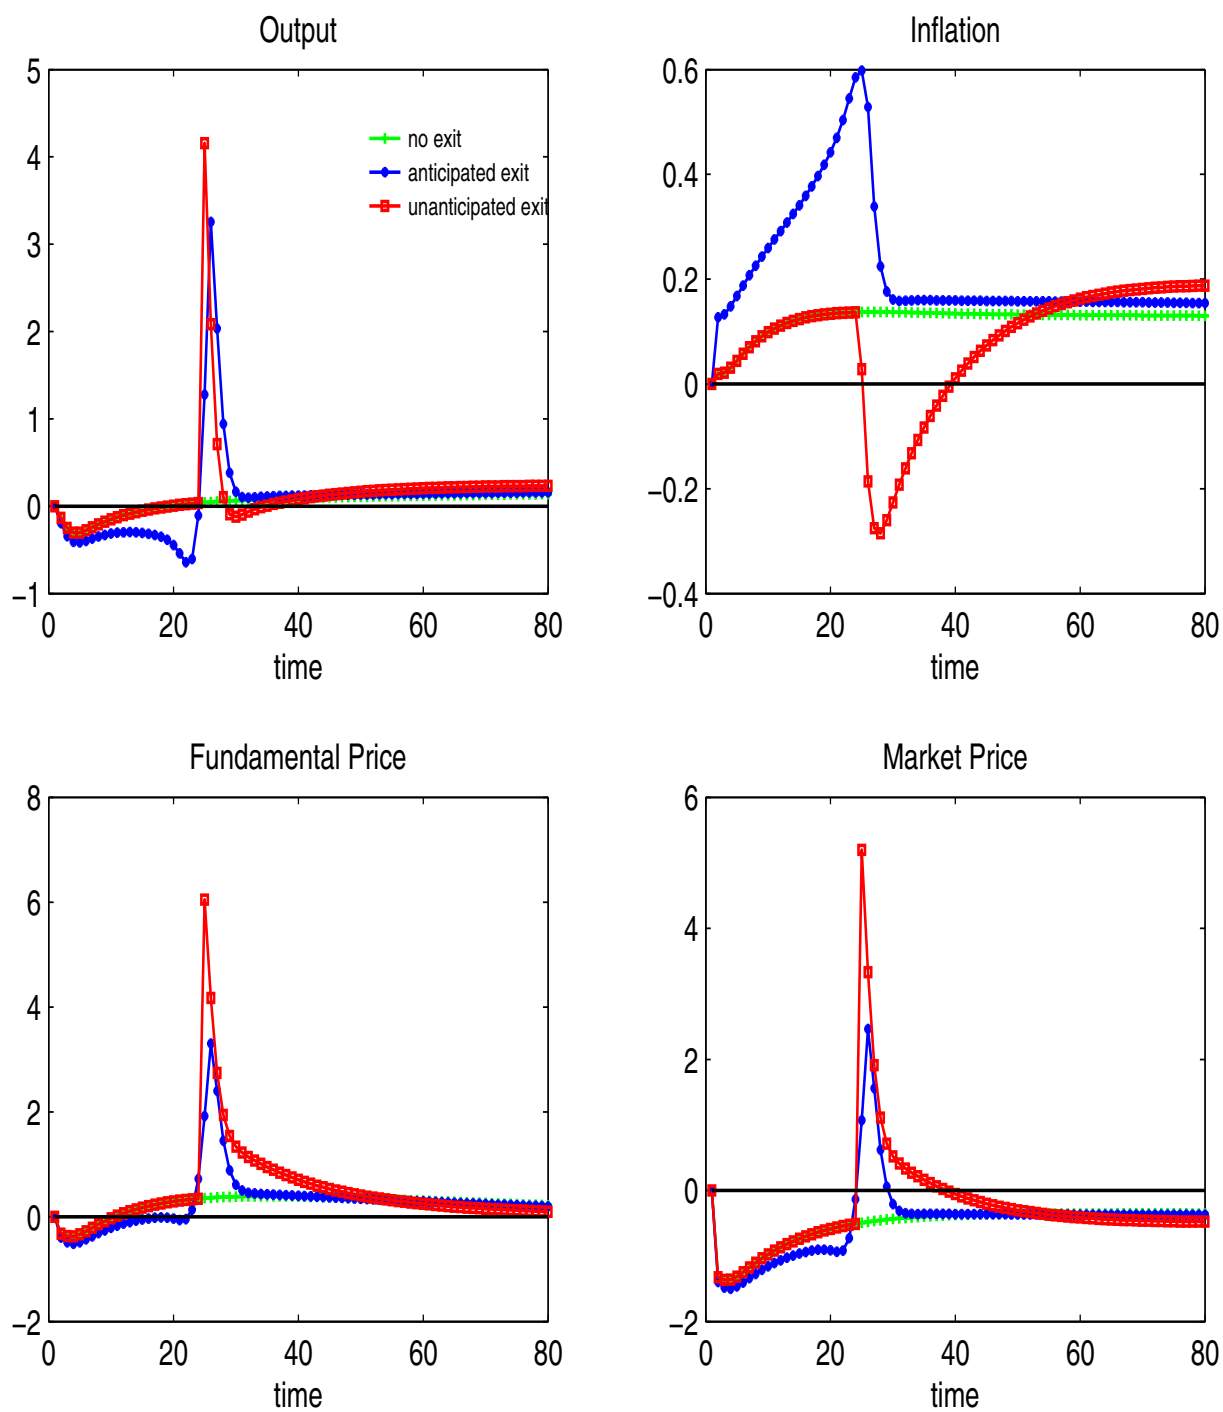 Output
5
4
3
2
1
0
−1
0 20 40 60 80
time
no exit
anticipated exit
unanticipated exit
Inflation
0.6
0.4
0.2
0
−0.2
−0.4
0 20 40 60 80
time
Fundamental Price
8
6
4
2
0
−2
0 20 40 60 80
time
Market Price
6
4
2
0
−2
0 20 40 60 80
time